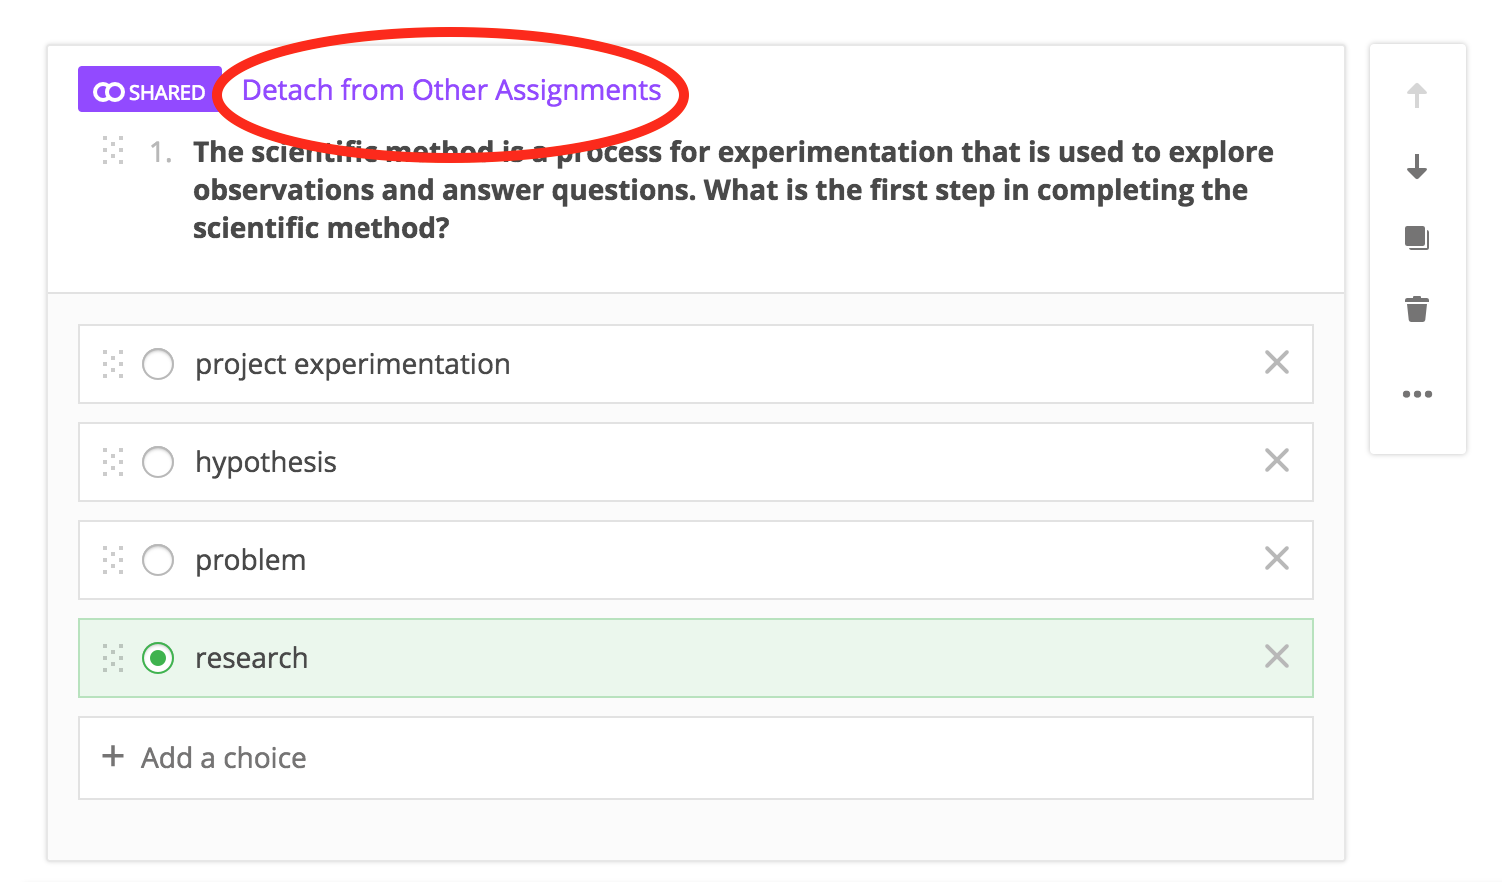 SHARED Detach from Other Assignments
1. The scientific method is a process for experimentation that is used to explore
observations and answer questions. What is the first step in completing the
scientific method?
project experimentation
hypothesis
problem
research
+ Add a choice